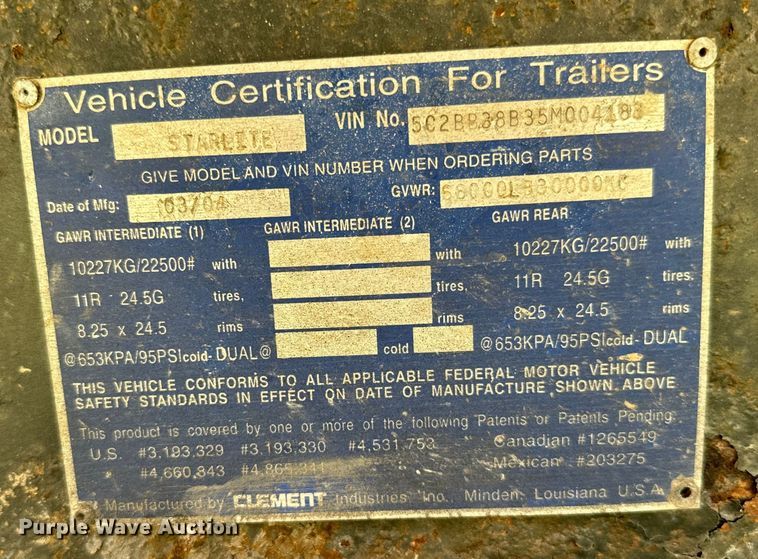 Vehicle Certification For Trailers
MODEL STARLITE VIN No. 5C2BB38B35M004183
GIVE MODEL AND VIN NUMBER WHEN ORDERING PARTS
Date of Mfg: 03/04 GVWR:
GAWR INTERMEDIATE (1) GAWR INTERMEDIATE (2) GAWR REAR
10227KG/22500# with with 10227KG/22500# with
11R 24.5G tires, tires, 11R 24.5G tires,
8.25 x 24.5 rims rims 8.25 x 24.5 rims
@653KPA/95PSIcold-DUAL@ cold @653KPA/95PSIcold-DUAL
THIS VEHICLE CONFORMS TO ALL APPLICABLE FEDERAL MOTOR VEHICLE
SAFETY STANDARDS IN EFFECT ON DATE OF MANUFACTURE SHOWN ABOVE
This product is covered by one or more of the following Patents or Patents Pending:
U.S. #3,193,329 #3,193,330 #4,531,753 Canadian #1265549
" #4,660,843 #4,865,341 Mexican #203275
Manufactured by CLEMENT Industries, Inc., Minden, Louisiana U.S.A.
Purple Wave Auction